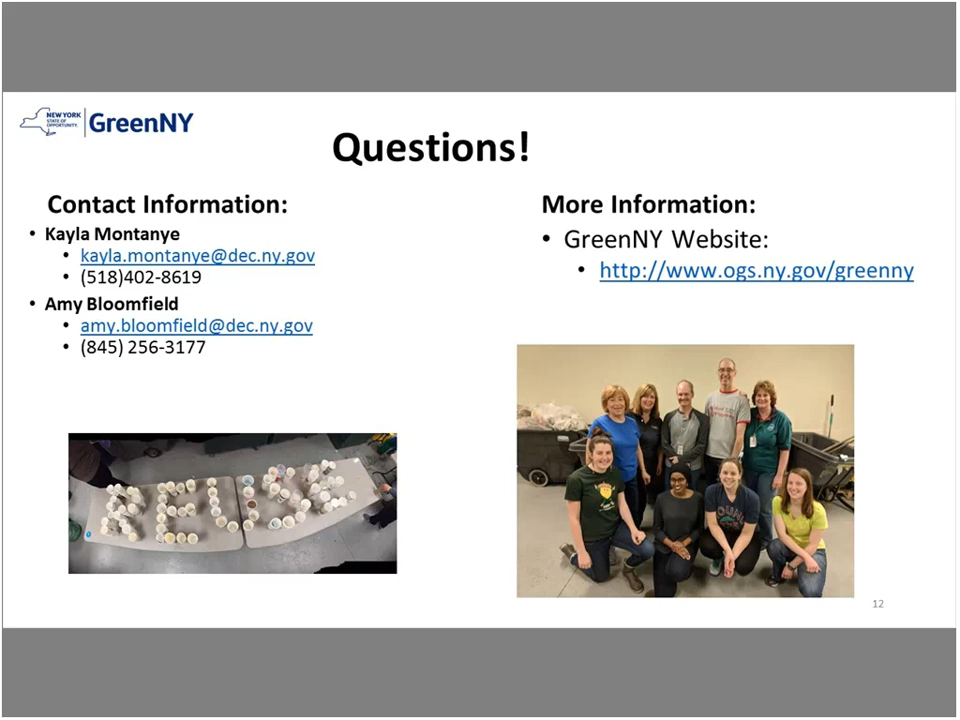 NEW YORK
STATE OF
OPPORTUNITY.
GreenNY
Questions!
Contact Information:
• Kayla Montanye
• kayla.montanye@dec.ny.gov
• (518)402-8619
• Amy Bloomfield
• amy.bloomfield@dec.ny.gov
• (845) 256-3177
More Information:
• GreenNY Website:
• http://www.ogs.ny.gov/greenny
REUSE
12